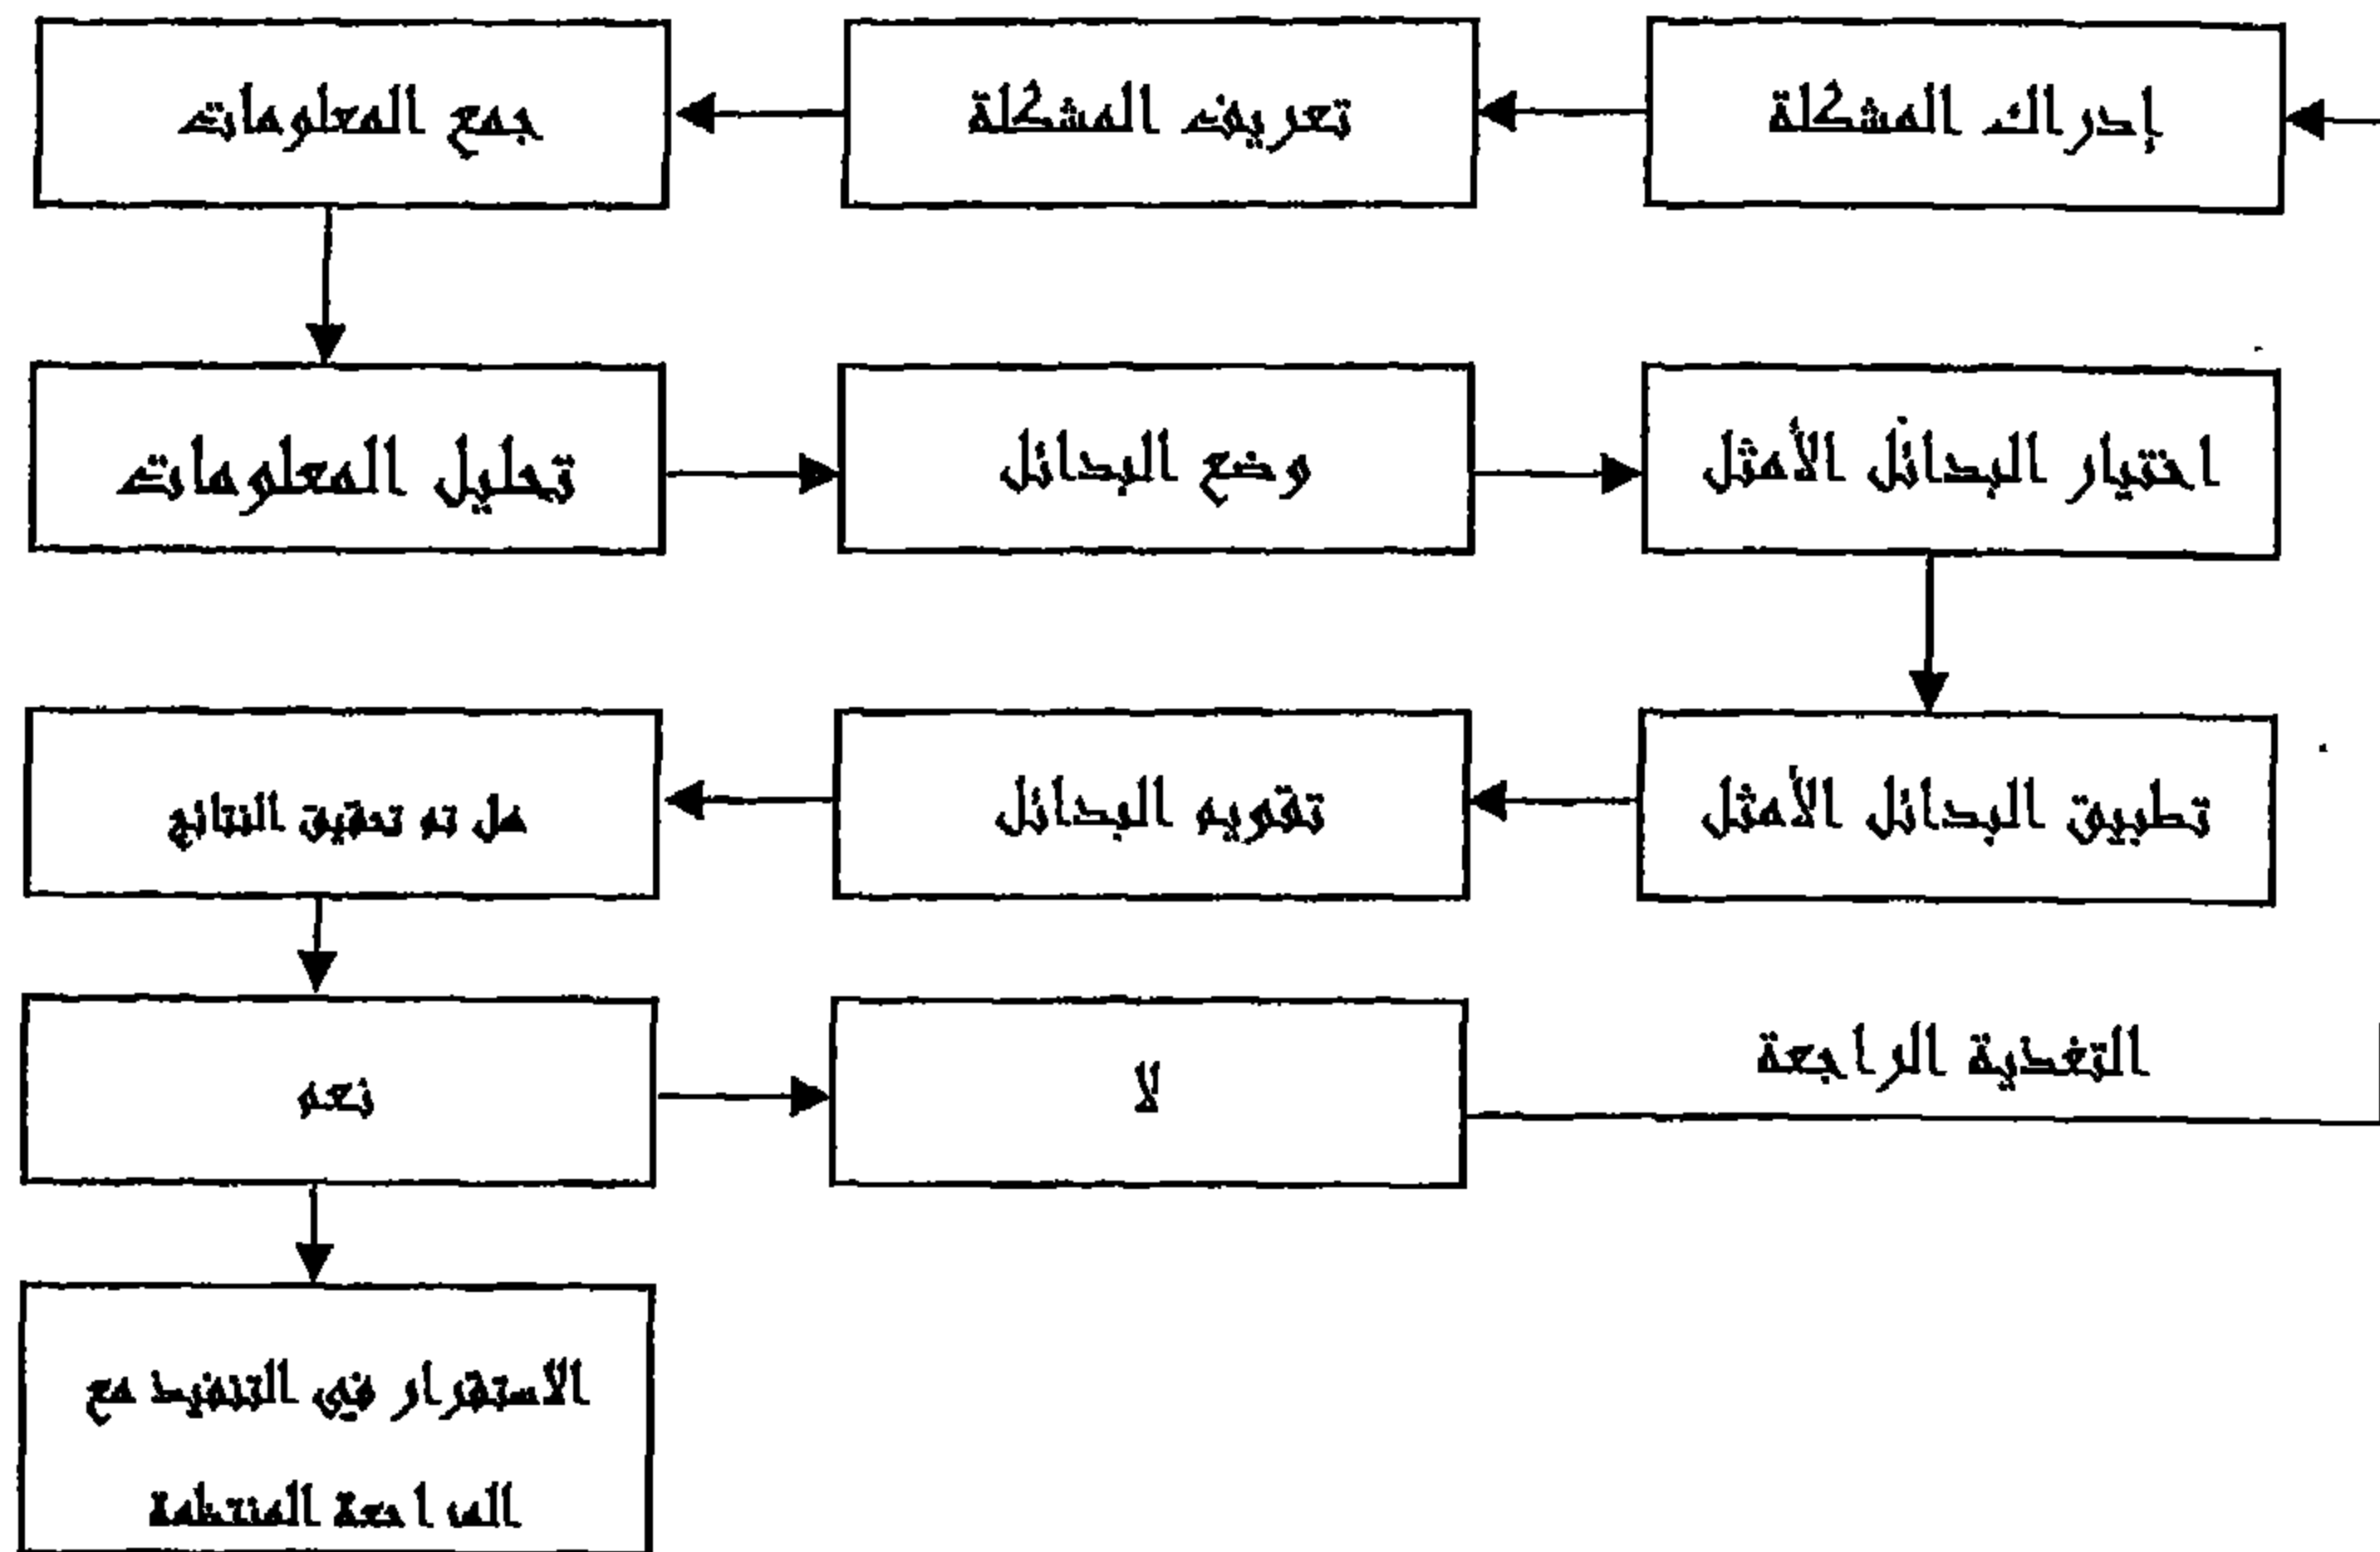 إدراك المشكلة
تعريف المشكلة
جمع المعلومات
تحليل المعلومات
وضع البدائل
اختيار البدائل الأمثل
تطبيق البدائل الأمثل
تقويم البدائل
هل تم تحقيق النتائج
نعم
لا
التغذية الراجعة
الاستقرار في التنفيذ مع
المراجعة المنتظمة